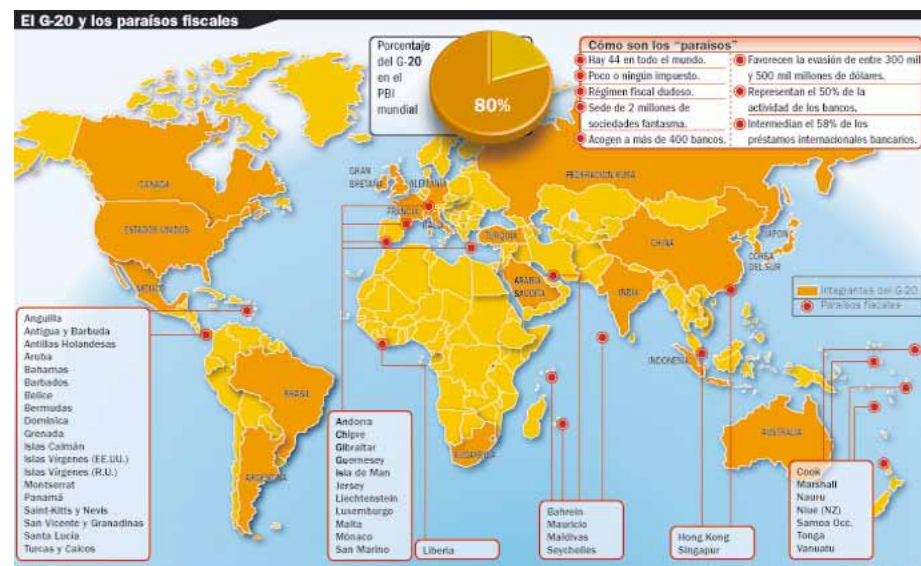 El G-20 y los paraísos fiscales
Porcentaje
del G-20
en el
PBI
mundial
80%
Cómo son los "paraísos"
Hay 44 en todo el mundo.
Poco o ningún impuesto.
Régimen fiscal dudoso.
Sede de 2 millones de
sociedades fantasma.
Acogen a más de 400 bancos.
Favorecen la evasión de entre 300 mil
y 500 mil millones de dólares.
Representan el 50% de la
actividad de los bancos.
Intermedian el 58% de los
préstamos internacionales bancarios.
CANADA
ESTADOS UNIDOS
MEXICO
BRASIL
ARGENTINA
GRAN
BRETAÑA
ALEMANIA
FRANCIA
ITALIA
TURQUIA
ARABIA
SAUDITA
SUDAFRICA
FEDERACION RUSA
CHINA
INDIA
JAPON
COREA
DEL SUR
INDONESIA
AUSTRALIA
Integrantes del G-20
Paraísos fiscales
Anguilla
Antigua y Barbuda
Antillas Holandesas
Aruba
Bahamas
Barbados
Belice
Bermudas
Dominica
Grenada
Islas Caimán
Islas Vírgenes (EE.UU.)
Islas Vírgenes (R.U.)
Montserrat
Panamá
Saint-Kitts y Nevis
San Vicente y Granadinas
Santa Lucía
Turcas y Caicos
Andorra
Chipre
Gibraltar
Guernesey
Isla de Man
Jersey
Liechtenstein
Luxemburgo
Malta
Mónaco
San Marino
Liberia
Bahrein
Mauricio
Maldivas
Seychelles
Hong Kong
Singapur
Cook
Marshall
Nauru
Niue (NZ)
Samoa Occ.
Tonga
Vanuatu